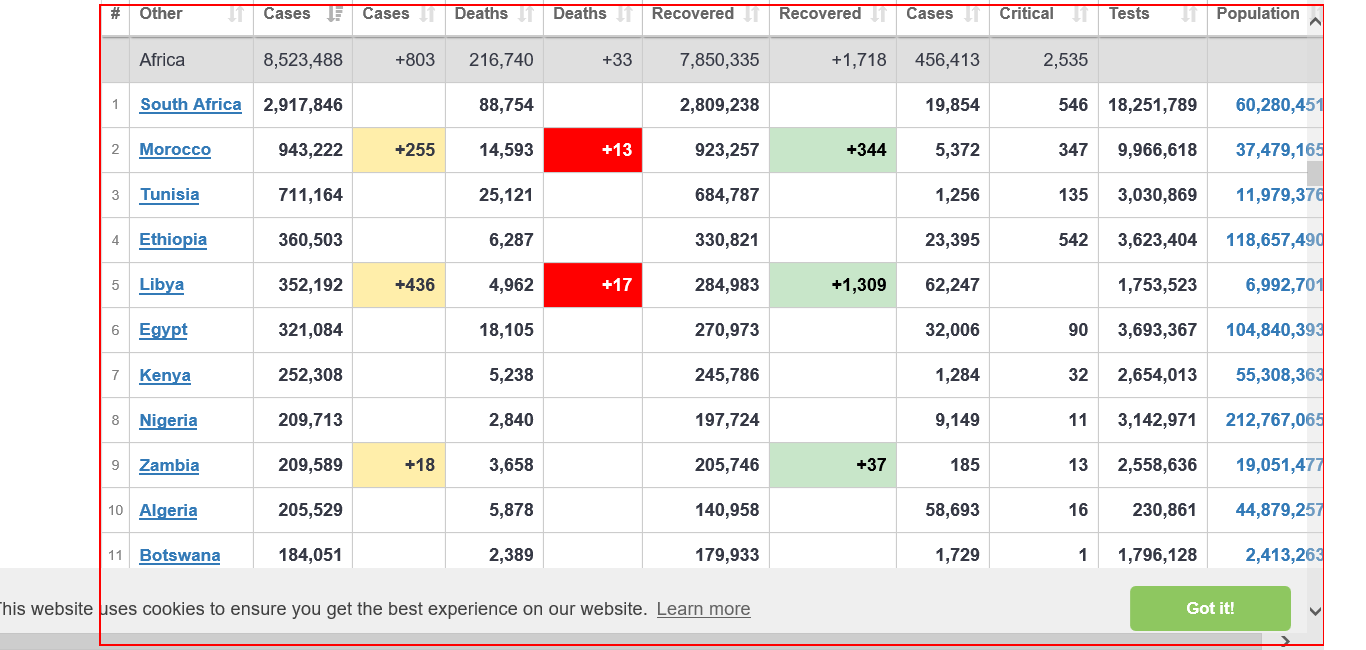 # Other Cases Cases Deaths Deaths Recovered Recovered Cases Critical Tests Population
Africa 8,523,488 +803 216,740 +33 7,850,335 +1,718 456,413 2,535
1 South Africa 2,917,846 88,754 2,809,238 19,854 546 18,251,789 60,280,451
2 Morocco 943,222 +255 14,593 +13 923,257 +344 5,372 347 9,966,618 37,479,165
3 Tunisia 711,164 25,121 684,787 1,256 135 3,030,869 11,979,376
4 Ethiopia 360,503 6,287 330,821 23,395 542 3,623,404 118,657,490
5 Libya 352,192 +436 4,962 +17 284,983 +1,309 62,247 1,753,523 6,992,701
6 Egypt 321,084 18,105 270,973 32,006 90 3,693,367 104,840,393
7 Kenya 252,308 5,238 245,786 1,284 32 2,654,013 55,308,363
8 Nigeria 209,713 2,840 197,724 9,149 11 3,142,971 212,767,065
9 Zambia 209,589 +18 3,658 205,746 +37 185 13 2,558,636 19,051,477
10 Algeria 205,529 5,878 140,958 58,693 16 230,861 44,879,257
11 Botswana 184,051 2,389 179,933 1,729 1 1,796,128 2,413,263
This website uses cookies to ensure you get the best experience on our website. Learn more Got it!